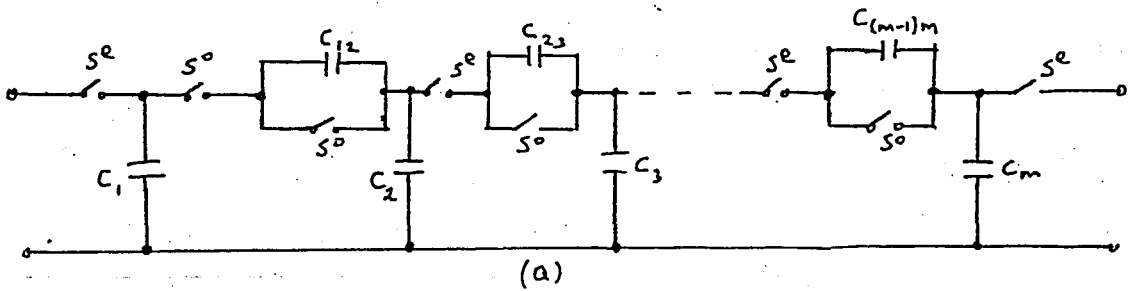 S^e
S^o
C_12
S^o
S^e
C_23
S^o
S^e
C_(m-1)m
S^o
S^e
C_1
C_2
C_3
C_m
(a)